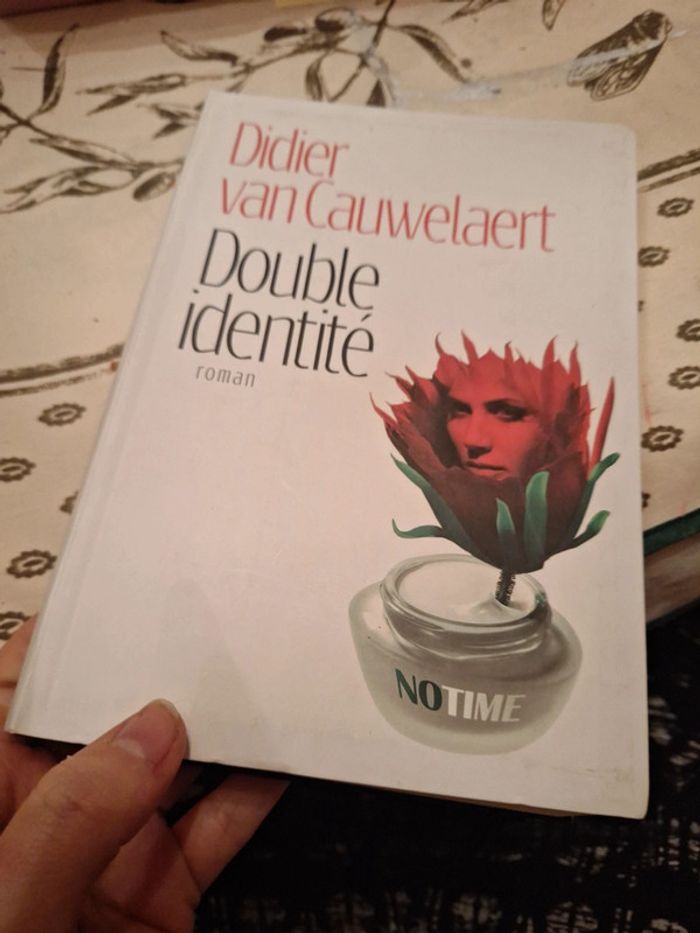 Didier
van Cauwelaert
Double
identité
roman
NOTIME